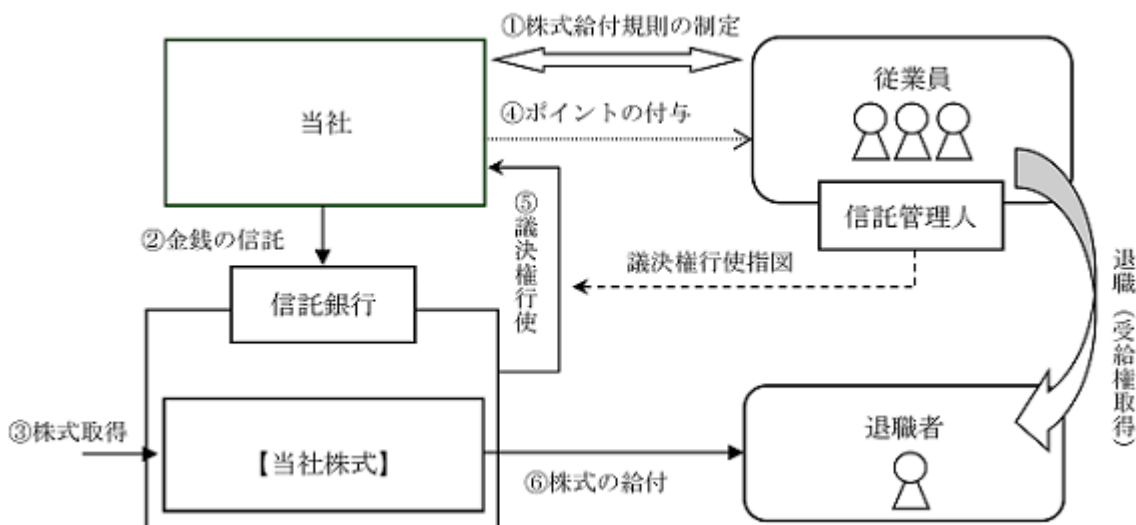 ①株式給付規則の制定
当社
従業員
④ポイントの付与
⑤議決権行使
信託管理人
②金銭の信託
議決権行使指図
信託銀行
退職(受給権取得)
③株式取得
【当社株式】
退職者
⑥株式の給付